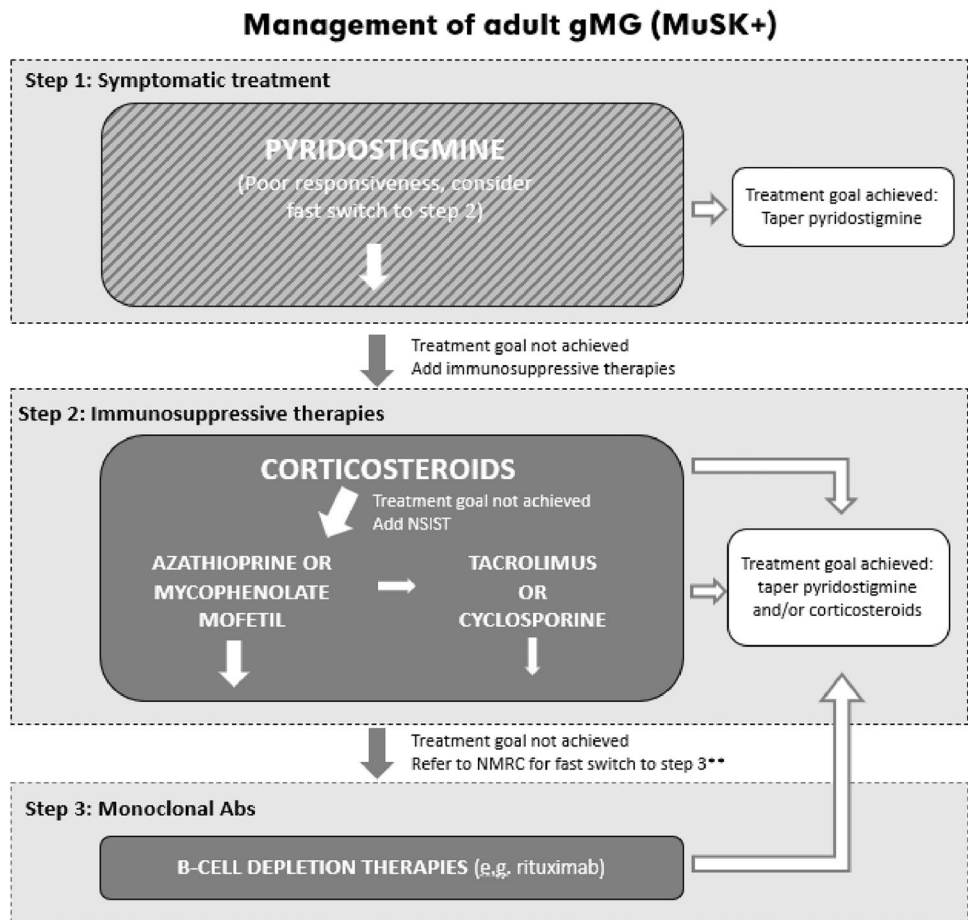 Management of adult gMG (MuSK+)
Step 1: Symptomatic treatment
PYRIDOSTIGMINE
(Poor responsiveness, consider
fast switch to step 2)
Treatment goal achieved:
Taper pyridostigmine
Treatment goal not achieved
Add immunosuppressive therapies
Step 2: Immunosuppressive therapies
CORTICOSTEROIDS
Treatment goal not achieved
Add NSIST
AZATHIOPRINE OR
MYCOPHENOLATE
MOFETIL
TACROLIMUS
OR
CYCLOSPORINE
Treatment goal achieved:
taper pyridostigmine
and/or corticosteroids
Treatment goal not achieved
Refer to NMRC for fast switch to step 3**
Step 3: Monoclonal Abs
B-CELL DEPLETION THERAPIES (e.g. rituximab)